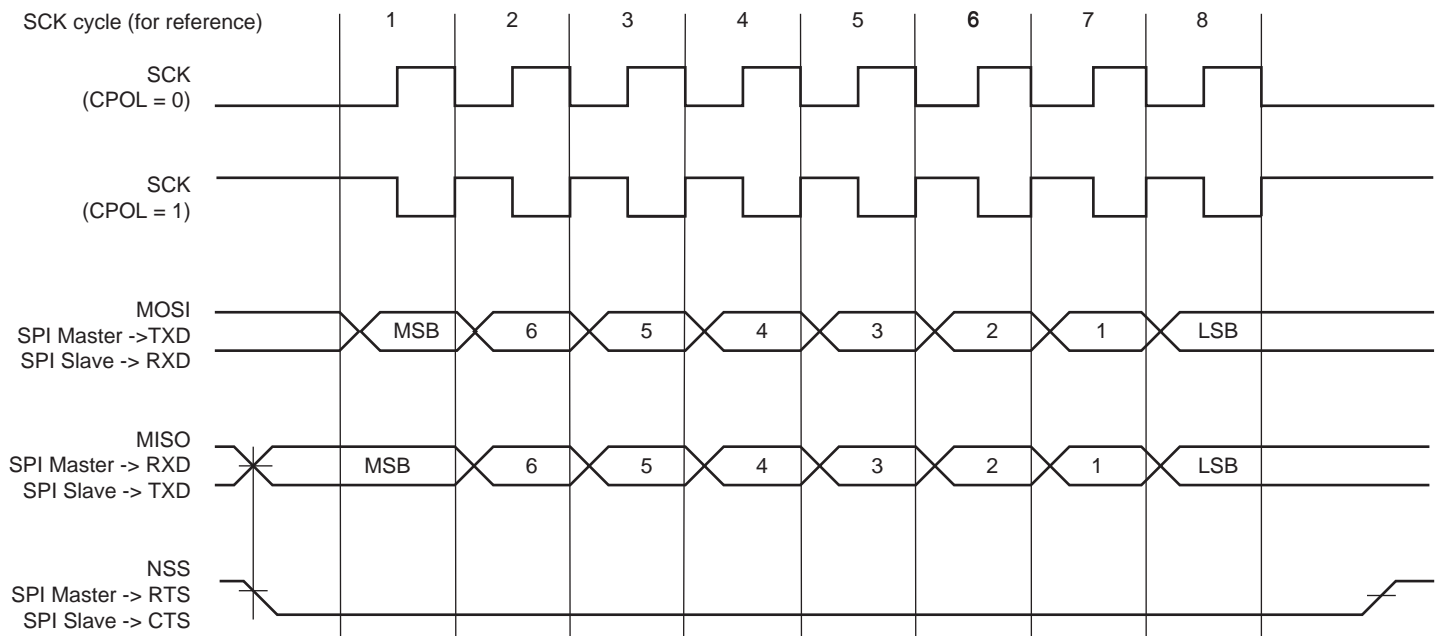 SCK cycle (for reference) 1 2 3 4 5 6 7 8
SCK
(CPOL = 0)
SCK
(CPOL = 1)
MOSI
SPI Master ->TXD
SPI Slave -> RXD
MSB 6 5 4 3 2 1 LSB
MISO
SPI Master -> RXD
SPI Slave -> TXD
MSB 6 5 4 3 2 1 LSB
NSS
SPI Master -> RTS
SPI Slave -> CTS